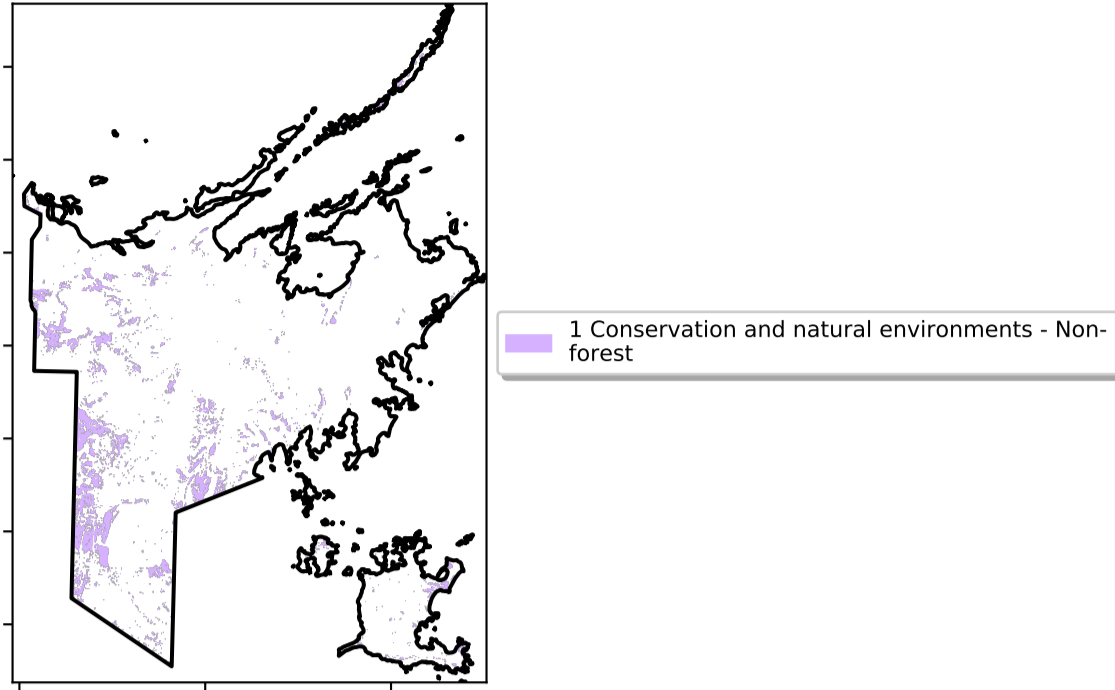 1 Conservation and natural environments - Non-
forest